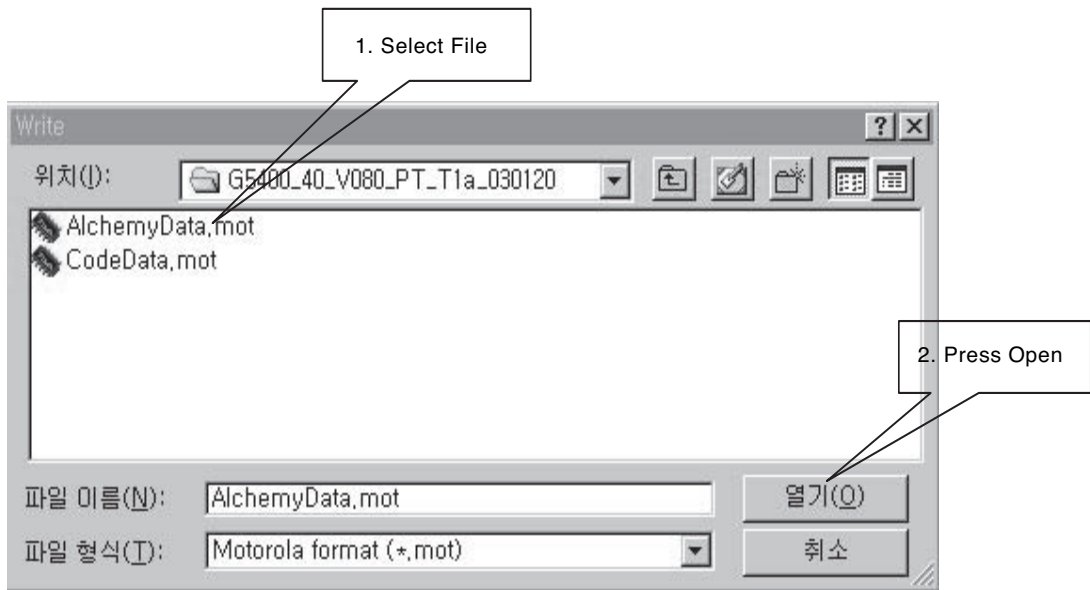 1. Select File
Write
위치(I):
G5400_40_V080_PT_T1a_030120
AlchemyData.mot
CodeData.mot
2. Press Open
파일 이름(N):
AlchemyData.mot
열기(O)
파일 형식(T):
Motorola format (*.mot)
취소